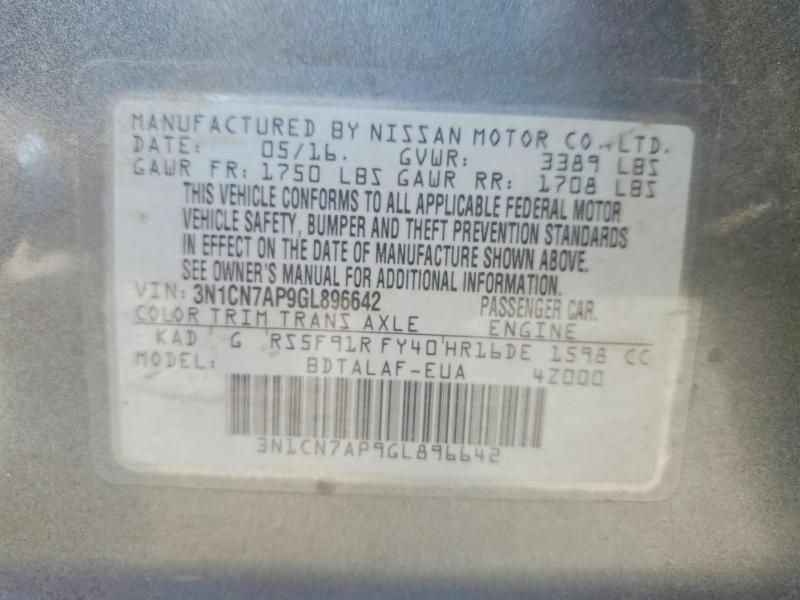 MANUFACTURED BY NISSAN MOTOR CO., LTD.
DATE: 05/16. GVWR: 3389 LBS
GAWR FR: 1750 LBS GAWR RR: 1708 LBS
THIS VEHICLE CONFORMS TO ALL APPLICABLE FEDERAL MOTOR
VEHICLE SAFETY, BUMPER AND THEFT PREVENTION STANDARDS
IN EFFECT ON THE DATE OF MANUFACTURE SHOWN ABOVE.
SEE OWNER'S MANUAL FOR ADDITIONAL INFORMATION.
VIN: 3N1CN7AP9GL896642 PASSENGER CAR.
COLOR TRIM TRANS AXLE ENGINE
KAD G RS5F91R FY40 HR16DE 1598 CC
MODEL: BDTALAF-EUA 4Z000
3N1CN7AP9GL896642